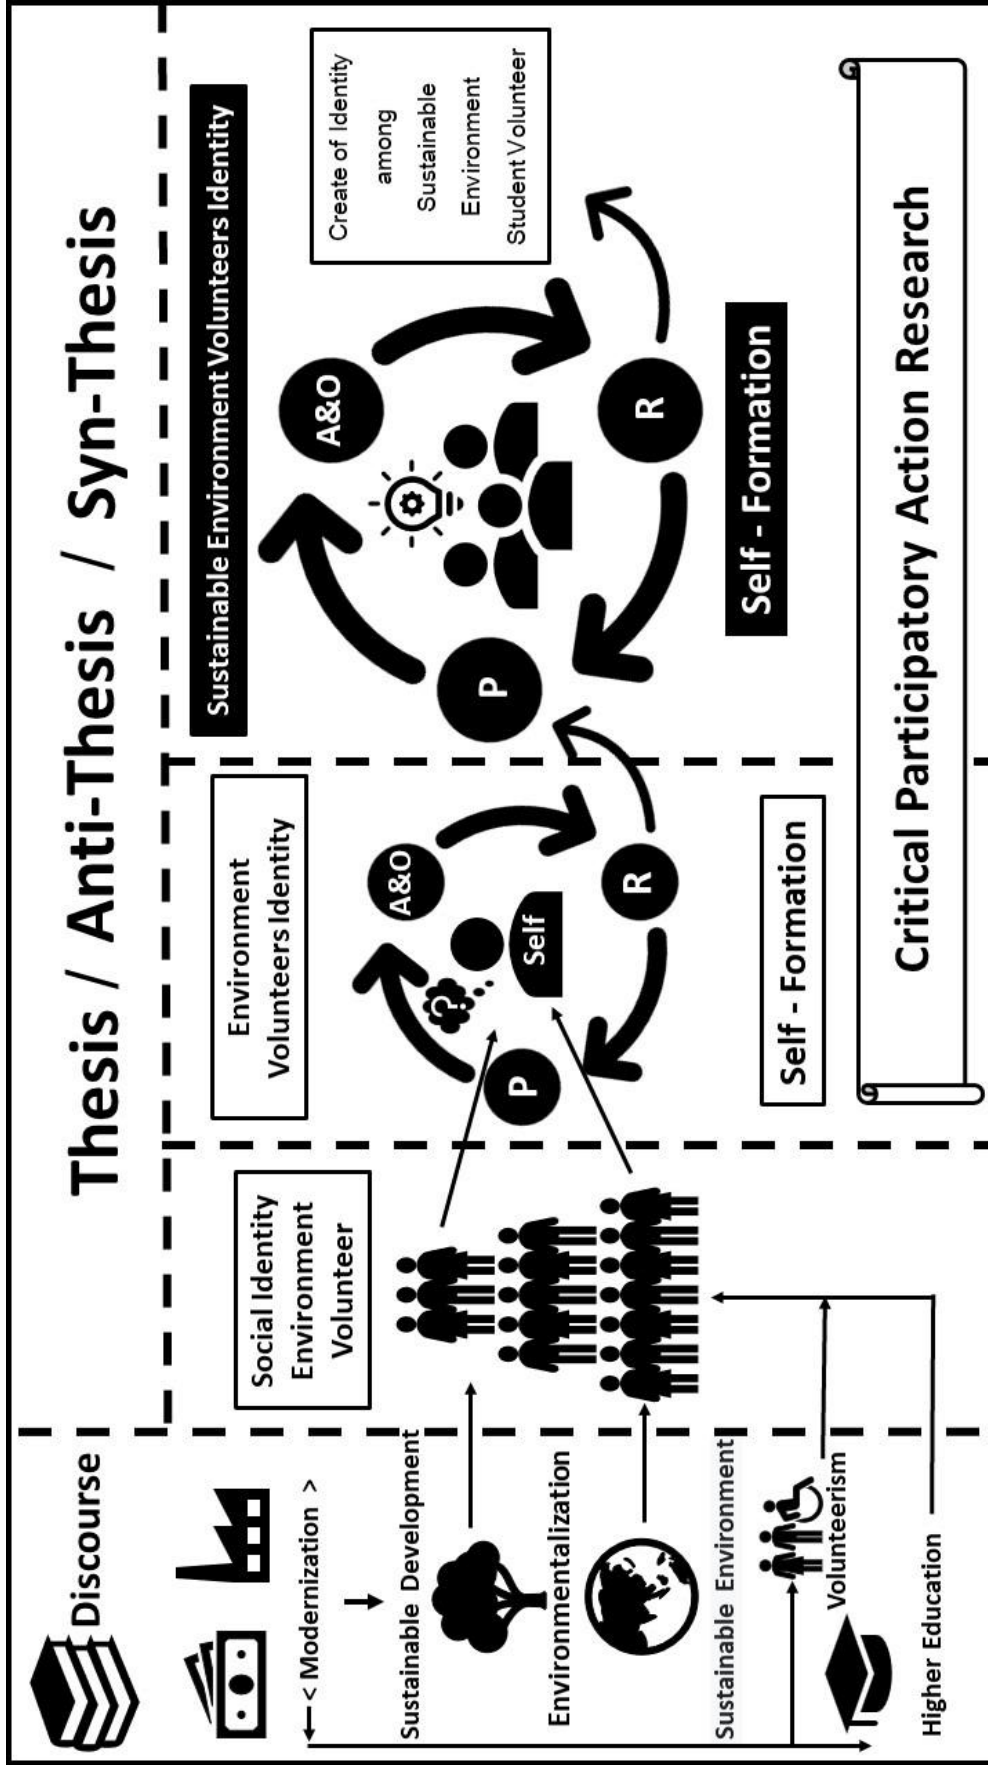 Discourse
< Modernization >
Sustainable Development
Environmentalization
Sustainable Environment
Volunteerism
Higher Education
Thesis / Anti-Thesis / Syn-Thesis
Social Identity
Environment
Volunteer
Environment
Volunteers Identity
P
A&O
R
?
Self
Self - Formation
Sustainable Environment Volunteers Identity
P
A&O
R
Self - Formation
Create of Identity
among
Sustainable
Environment
Student Volunteer
Critical Participatory Action Research